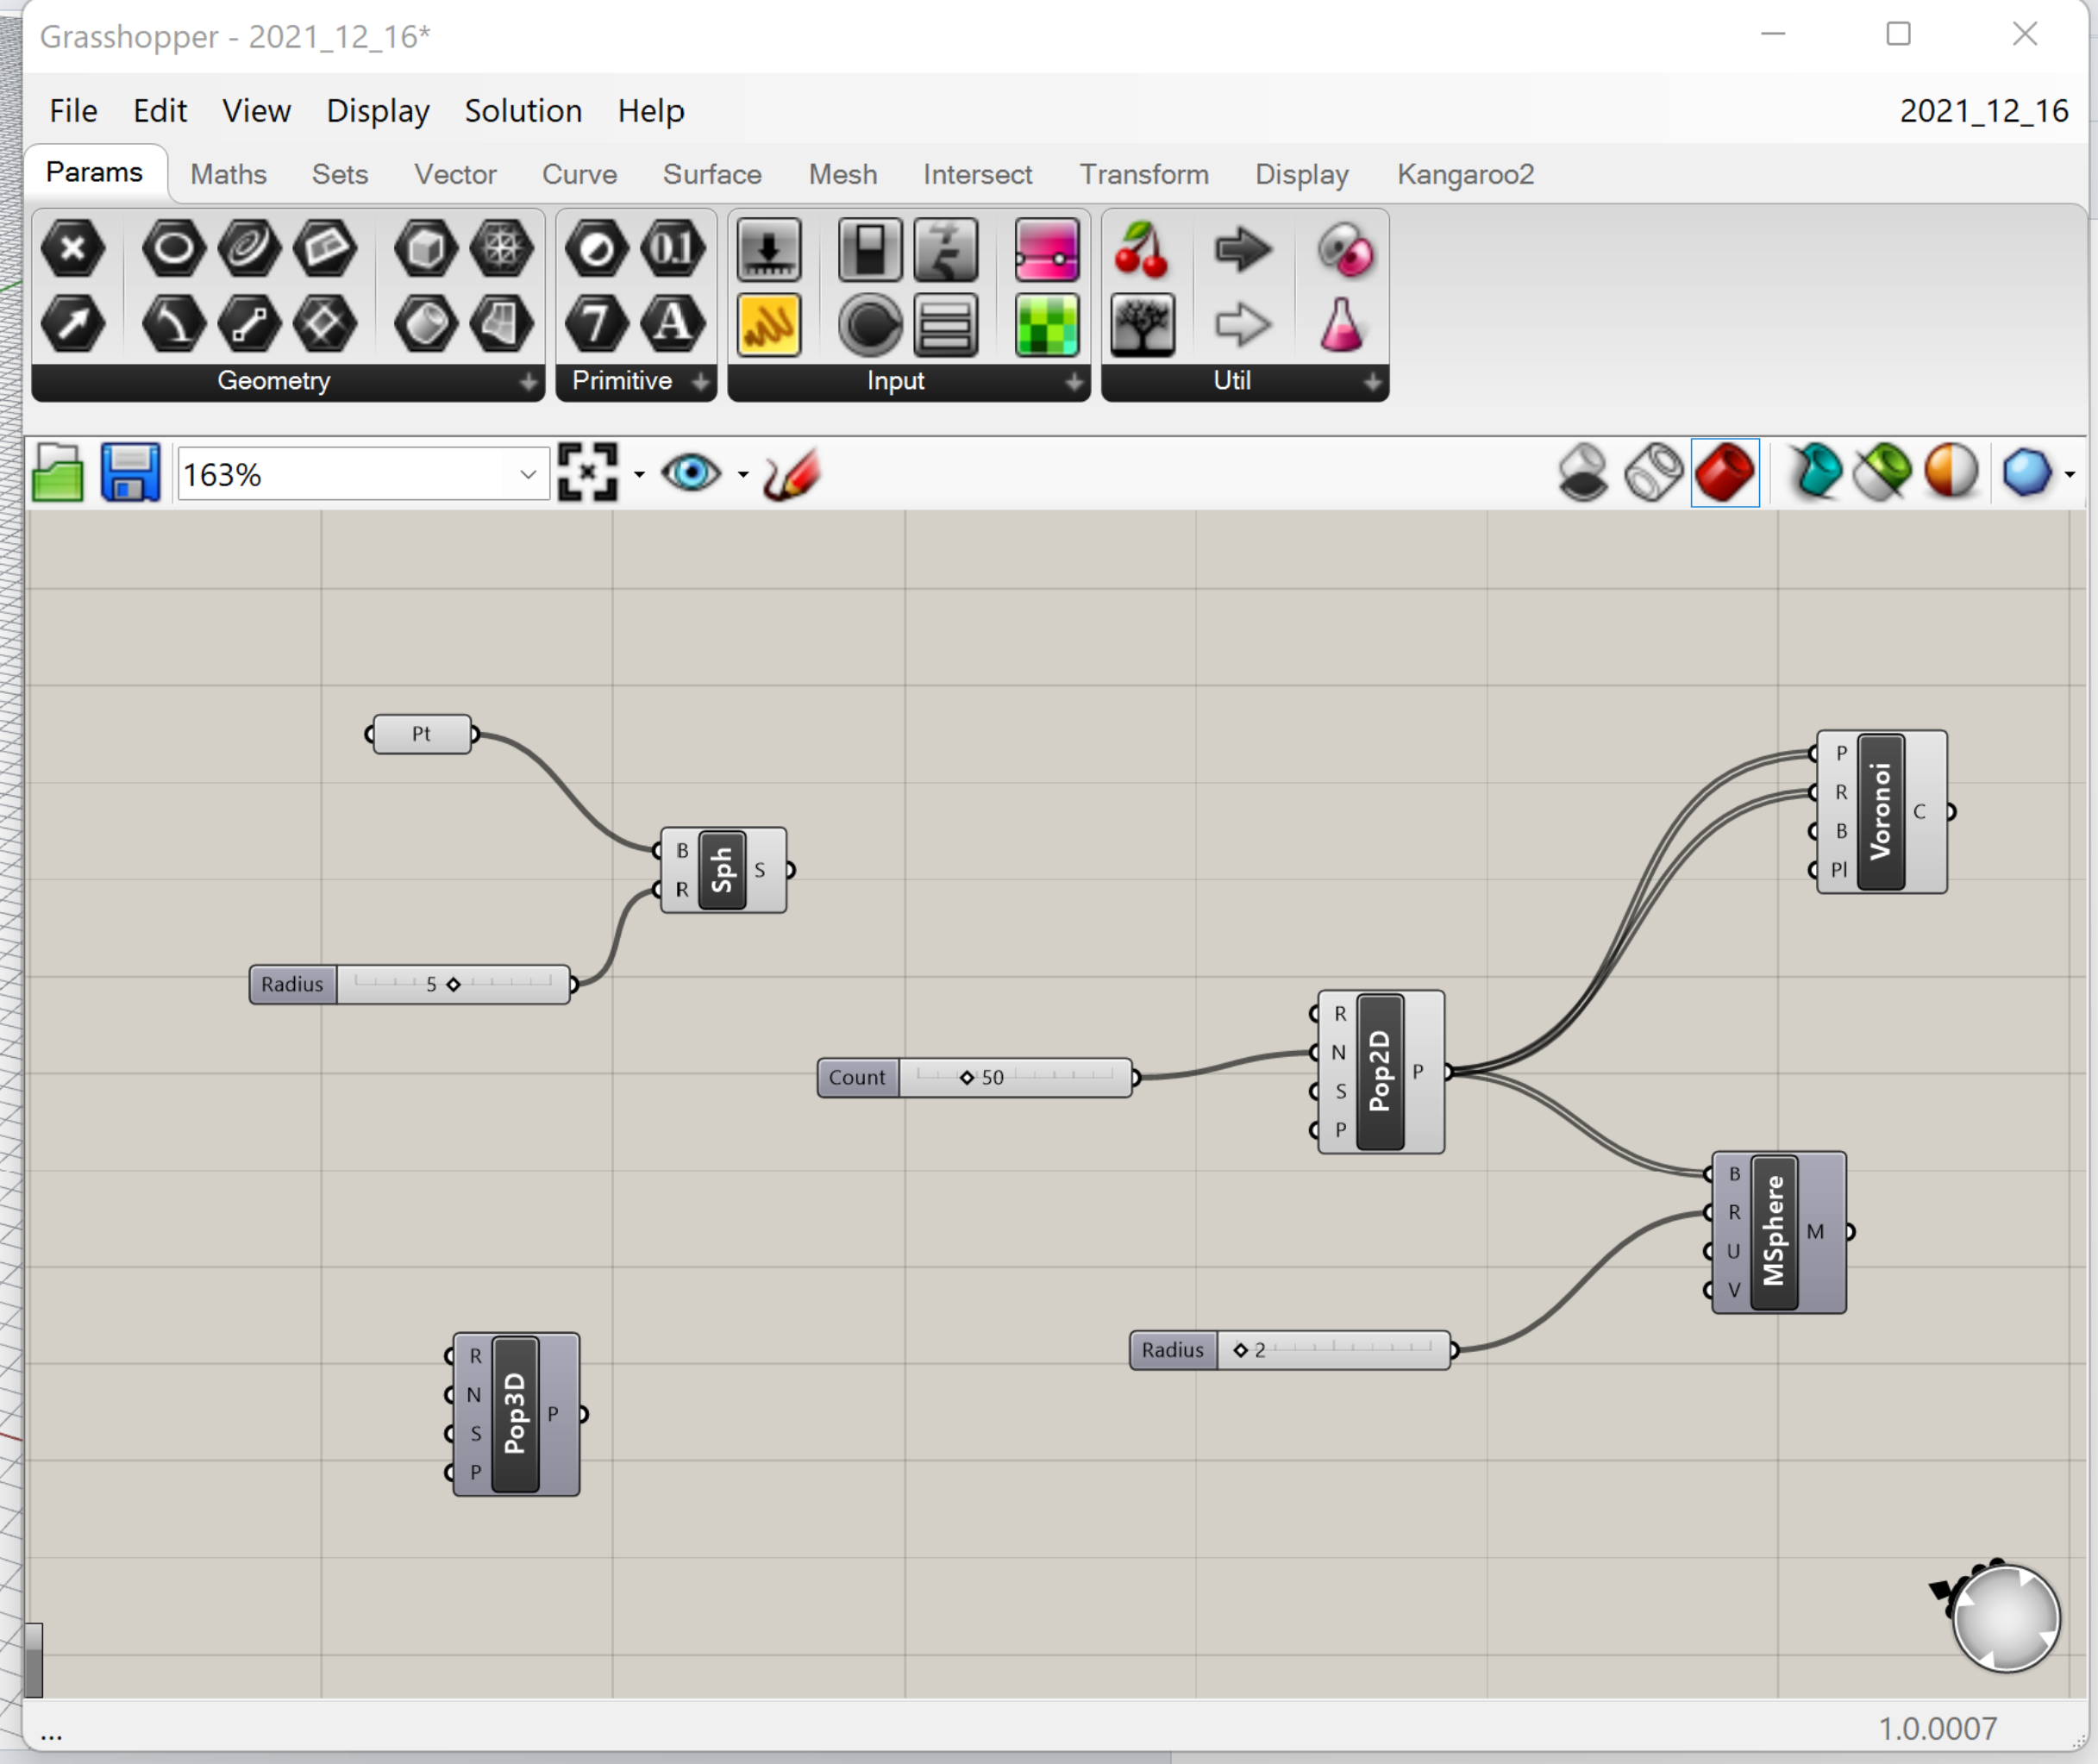 Grasshopper - 2021_12_16*
File Edit View Display Solution Help 2021_12_16
Params Maths Sets Vector Curve Surface Mesh Intersect Transform Display Kangaroo2
0.1
4
5
7 A
Geometry Primitive Input Util
163%
Pt
B
R
Sph
S
Radius 5
P
R
B
Pl
Voronoi
C
Count 50
R
N
S
P
Pop2D
P
B
R
U
V
MSphere
M
Radius 2
R
N
S
P
Pop3D
P
... 1.0.0007